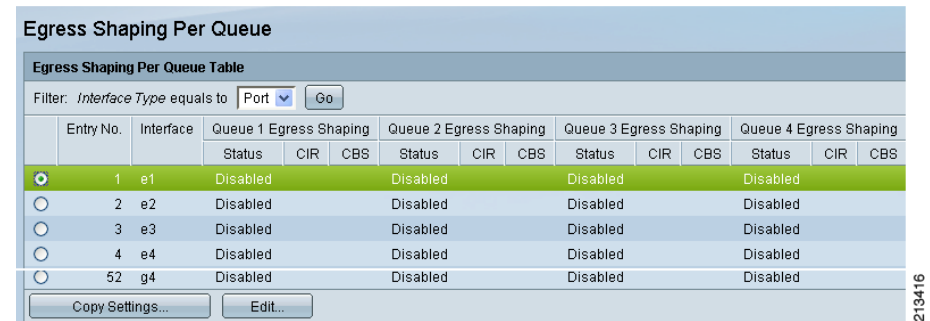 Egress Shaping Per Queue
Egress Shaping Per Queue Table
Filter: Interface Type equals to Port Go
Entry No. Interface Queue 1 Egress Shaping Queue 2 Egress Shaping Queue 3 Egress Shaping Queue 4 Egress Shaping
Status CIR CBS Status CIR CBS Status CIR CBS Status CIR CBS
1 e1 Disabled Disabled Disabled Disabled
2 e2 Disabled Disabled Disabled Disabled
3 e3 Disabled Disabled Disabled Disabled
4 e4 Disabled Disabled Disabled Disabled
52 g4 Disabled Disabled Disabled Disabled
Copy Settings... Edit...
213416